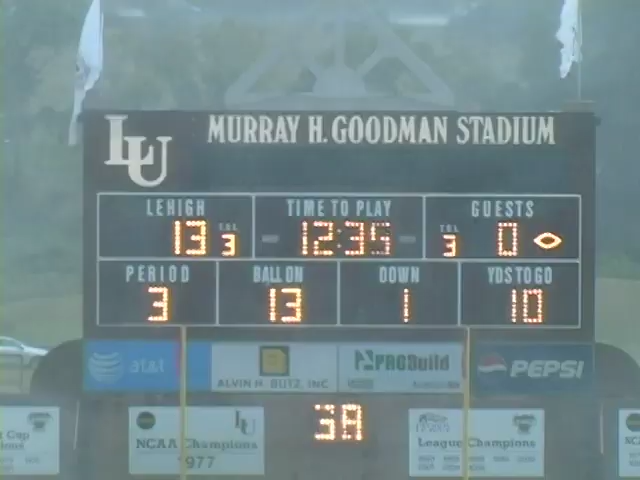 LU
MURRAY H. GOODMAN STADIUM
LEHIGH TIME TO PLAY GUESTS
13 T.O.L. 3 12:35 T.O.L. 3 0
PERIOD BALL ON DOWN YDS TO GO
3 13 1 10
at&t ALVIN H. BUTZ, INC. PROBuild PEPSI
38
Cup NCAA Champions LU League Champions
1977